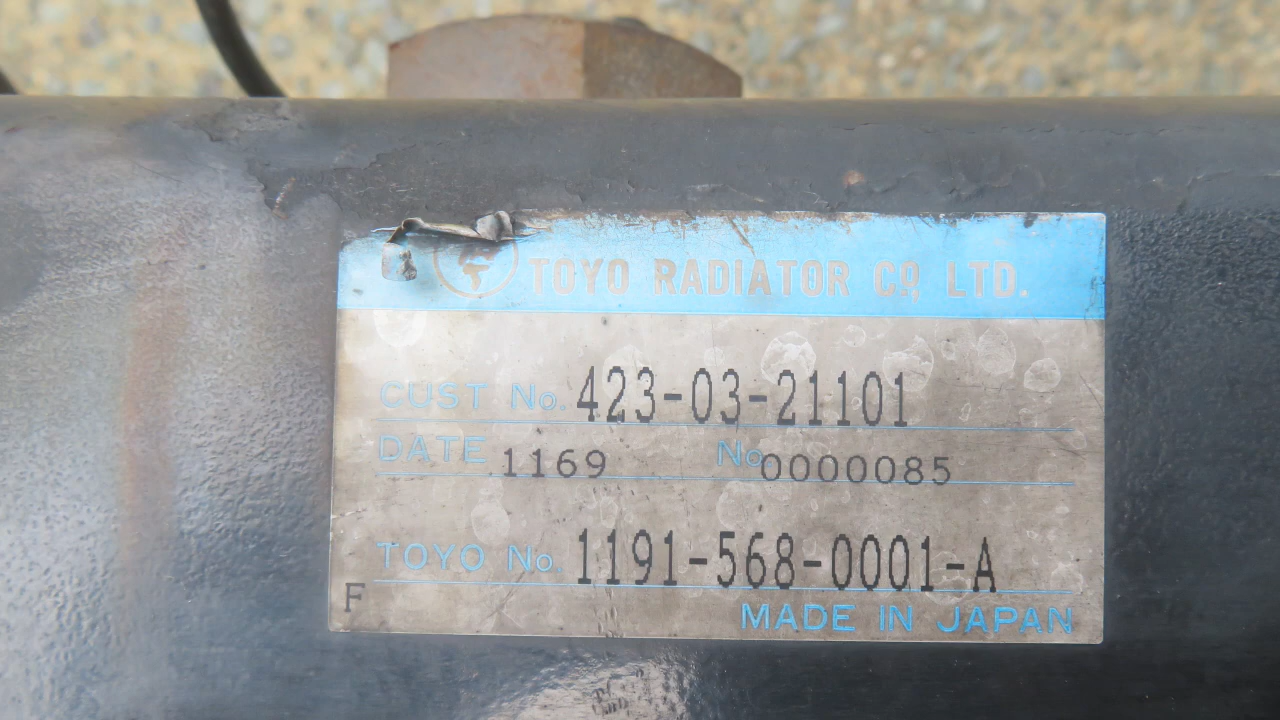 TOYO RADIATOR Co., LTD.
CUST No. 423-03-21101
DATE 1169 No 0000085
TOYO No. 1191-568-0001-A
F
MADE IN JAPAN